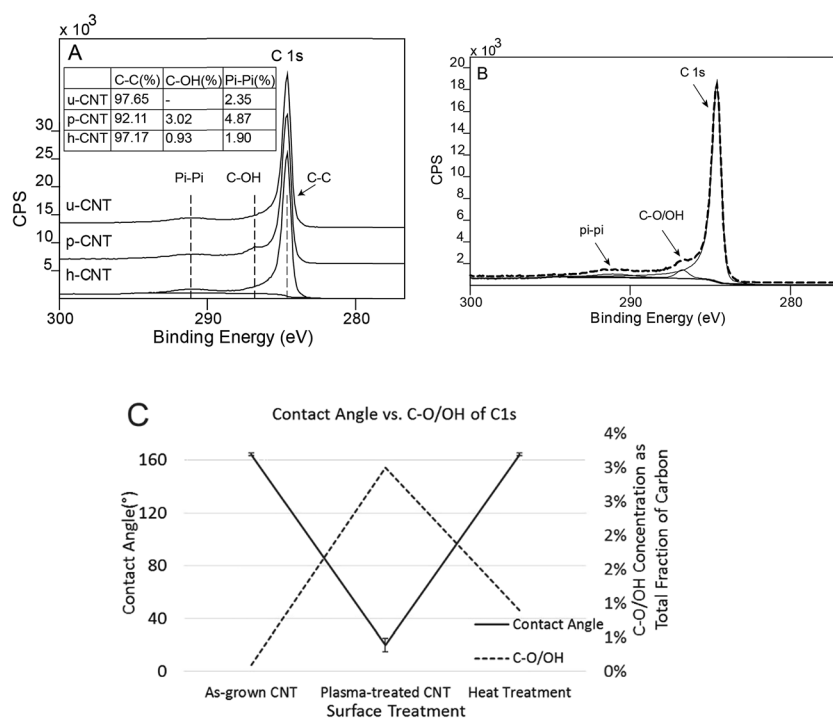 x 10³
A
C 1s
C-C(%) C-OH(%) Pi-Pi(%)
u-CNT 97.65 - 2.35
p-CNT 92.11 3.02 4.87
h-CNT 97.17 0.93 1.90
30
25
20
15
10
5
CPS
Pi-Pi
C-OH
C-C
u-CNT
p-CNT
h-CNT
300 290 280
Binding Energy (eV)
x 10³
B
C 1s
20
18
16
14
12
10
8
6
4
2
CPS
pi-pi
C-O/OH
300 290 280
Binding Energy (eV)
C
Contact Angle vs. C-O/OH of C1s
160
120
80
40
0
Contact Angle(°)
4%
3%
3%
2%
2%
1%
1%
0%
C-O/OH Concentration as
Total Fraction of Carbon
Contact Angle
C-O/OH
As-grown CNT Plasma-treated CNT Heat Treatment
Surface Treatment